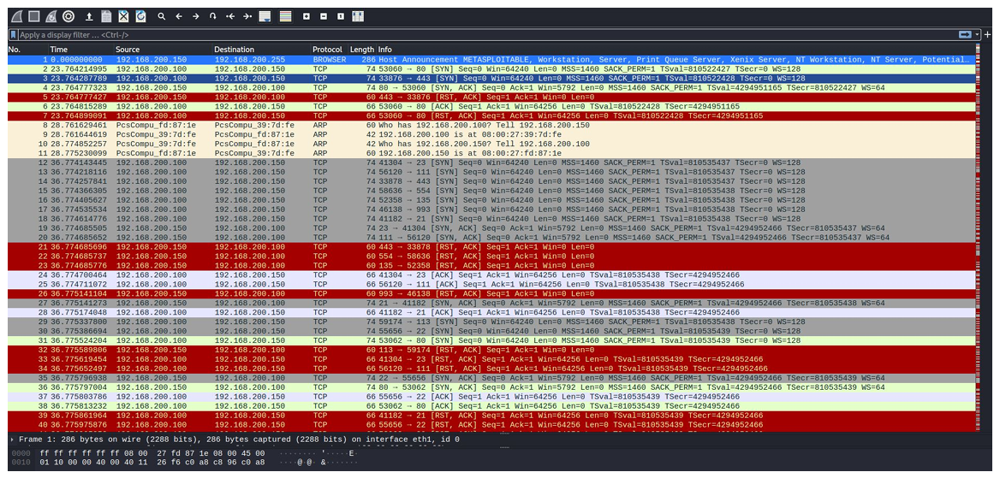 Apply a display filter ... <Ctrl-/>
No. Time Source Destination Protocol Length Info
1 0.000000000 192.168.200.150 192.168.200.255 BROWSER 286 Host Announcement METASPLOITABLE, Workstation, Server, Print Queue Server, Xenix Server, NT Workstation, NT Server, Potential…
2 23.764214995 192.168.200.100 192.168.200.150 TCP 74 53060 → 80 [SYN] Seq=0 Win=64240 Len=0 MSS=1460 SACK_PERM=1 TSval=810522427 TSecr=0 WS=128
3 23.764287789 192.168.200.100 192.168.200.150 TCP 74 33876 → 443 [SYN] Seq=0 Win=64240 Len=0 MSS=1460 SACK_PERM=1 TSval=810522428 TSecr=0 WS=128
4 23.764777323 192.168.200.150 192.168.200.100 TCP 74 80 → 53060 [SYN, ACK] Seq=0 Ack=1 Win=5792 Len=0 MSS=1460 SACK_PERM=1 TSval=4294951165 TSecr=810522427 WS=64
5 23.764777427 192.168.200.150 192.168.200.100 TCP 60 443 → 33876 [RST, ACK] Seq=1 Ack=1 Win=0 Len=0
6 23.764815289 192.168.200.100 192.168.200.150 TCP 66 53060 → 80 [ACK] Seq=1 Ack=1 Win=64256 Len=0 TSval=810522428 TSecr=4294951165
7 23.764899091 192.168.200.100 192.168.200.150 TCP 66 53060 → 80 [RST, ACK] Seq=1 Ack=1 Win=64256 Len=0 TSval=810522428 TSecr=4294951165
8 28.761629461 PcsCompu_fd:87:1e PcsCompu_39:7d:fe ARP 60 Who has 192.168.200.100? Tell 192.168.200.150
9 28.761644619 PcsCompu_39:7d:fe PcsCompu_fd:87:1e ARP 42 192.168.200.100 is at 08:00:27:39:7d:fe
10 28.774852257 PcsCompu_39:7d:fe PcsCompu_fd:87:1e ARP 42 Who has 192.168.200.150? Tell 192.168.200.100
11 28.775230099 PcsCompu_fd:87:1e PcsCompu_39:7d:fe ARP 60 192.168.200.150 is at 08:00:27:fd:87:1e
12 36.774143445 192.168.200.100 192.168.200.150 TCP 74 41304 → 23 [SYN] Seq=0 Win=64240 Len=0 MSS=1460 SACK_PERM=1 TSval=810535437 TSecr=0 WS=128
13 36.774218116 192.168.200.100 192.168.200.150 TCP 74 56120 → 111 [SYN] Seq=0 Win=64240 Len=0 MSS=1460 SACK_PERM=1 TSval=810535437 TSecr=0 WS=128
14 36.774257841 192.168.200.100 192.168.200.150 TCP 74 33878 → 443 [SYN] Seq=0 Win=64240 Len=0 MSS=1460 SACK_PERM=1 TSval=810535437 TSecr=0 WS=128
15 36.774366305 192.168.200.100 192.168.200.150 TCP 74 58636 → 554 [SYN] Seq=0 Win=64240 Len=0 MSS=1460 SACK_PERM=1 TSval=810535438 TSecr=0 WS=128
16 36.774405627 192.168.200.100 192.168.200.150 TCP 74 52358 → 135 [SYN] Seq=0 Win=64240 Len=0 MSS=1460 SACK_PERM=1 TSval=810535438 TSecr=0 WS=128
17 36.774535534 192.168.200.100 192.168.200.150 TCP 74 46138 → 993 [SYN] Seq=0 Win=64240 Len=0 MSS=1460 SACK_PERM=1 TSval=810535438 TSecr=0 WS=128
18 36.774614776 192.168.200.100 192.168.200.150 TCP 74 41182 → 21 [SYN] Seq=0 Win=64240 Len=0 MSS=1460 SACK_PERM=1 TSval=810535438 TSecr=0 WS=128
19 36.774685505 192.168.200.150 192.168.200.100 TCP 74 23 → 41304 [SYN, ACK] Seq=0 Ack=1 Win=5792 Len=0 MSS=1460 SACK_PERM=1 TSval=4294952466 TSecr=810535437 WS=64
20 36.774685652 192.168.200.150 192.168.200.100 TCP 74 111 → 56120 [SYN, ACK] Seq=0 Ack=1 Win=5792 Len=0 MSS=1460 SACK_PERM=1 TSval=4294952466 TSecr=810535437 WS=64
21 36.774685696 192.168.200.150 192.168.200.100 TCP 60 443 → 33878 [RST, ACK] Seq=1 Ack=1 Win=0 Len=0
22 36.774685737 192.168.200.150 192.168.200.100 TCP 60 554 → 58636 [RST, ACK] Seq=1 Ack=1 Win=0 Len=0
23 36.774685776 192.168.200.150 192.168.200.100 TCP 60 135 → 52358 [RST, ACK] Seq=1 Ack=1 Win=0 Len=0
24 36.774700464 192.168.200.100 192.168.200.150 TCP 66 41304 → 23 [ACK] Seq=1 Ack=1 Win=64256 Len=0 TSval=810535438 TSecr=4294952466
25 36.774711072 192.168.200.100 192.168.200.150 TCP 66 56120 → 111 [ACK] Seq=1 Ack=1 Win=64256 Len=0 TSval=810535438 TSecr=4294952466
26 36.775141104 192.168.200.150 192.168.200.100 TCP 60 993 → 46138 [RST, ACK] Seq=1 Ack=1 Win=0 Len=0
27 36.775141273 192.168.200.150 192.168.200.100 TCP 74 21 → 41182 [SYN, ACK] Seq=0 Ack=1 Win=5792 Len=0 MSS=1460 SACK_PERM=1 TSval=4294952466 TSecr=810535438 WS=64
28 36.775174048 192.168.200.100 192.168.200.150 TCP 66 41182 → 21 [ACK] Seq=1 Ack=1 Win=64256 Len=0 TSval=810535438 TSecr=4294952466
29 36.775337800 192.168.200.100 192.168.200.150 TCP 74 59174 → 113 [SYN] Seq=0 Win=64240 Len=0 MSS=1460 SACK_PERM=1 TSval=810535438 TSecr=0 WS=128
30 36.775386694 192.168.200.100 192.168.200.150 TCP 74 55656 → 22 [SYN] Seq=0 Win=64240 Len=0 MSS=1460 SACK_PERM=1 TSval=810535439 TSecr=0 WS=128
31 36.775524204 192.168.200.100 192.168.200.150 TCP 74 53062 → 80 [SYN] Seq=0 Win=64240 Len=0 MSS=1460 SACK_PERM=1 TSval=810535439 TSecr=0 WS=128
32 36.775589806 192.168.200.150 192.168.200.100 TCP 60 113 → 59174 [RST, ACK] Seq=1 Ack=1 Win=0 Len=0
33 36.775619454 192.168.200.100 192.168.200.150 TCP 66 41304 → 23 [RST, ACK] Seq=1 Ack=1 Win=64256 Len=0 TSval=810535439 TSecr=4294952466
34 36.775652497 192.168.200.100 192.168.200.150 TCP 66 56120 → 111 [RST, ACK] Seq=1 Ack=1 Win=64256 Len=0 TSval=810535439 TSecr=4294952466
35 36.775796938 192.168.200.150 192.168.200.100 TCP 74 22 → 55656 [SYN, ACK] Seq=0 Ack=1 Win=5792 Len=0 MSS=1460 SACK_PERM=1 TSval=4294952466 TSecr=810535439 WS=64
36 36.775797004 192.168.200.150 192.168.200.100 TCP 74 80 → 53062 [SYN, ACK] Seq=0 Ack=1 Win=5792 Len=0 MSS=1460 SACK_PERM=1 TSval=4294952466 TSecr=810535439 WS=64
37 36.775803786 192.168.200.100 192.168.200.150 TCP 66 55656 → 22 [ACK] Seq=1 Ack=1 Win=64256 Len=0 TSval=810535439 TSecr=4294952466
38 36.775813232 192.168.200.100 192.168.200.150 TCP 66 53062 → 80 [ACK] Seq=1 Ack=1 Win=64256 Len=0 TSval=810535439 TSecr=4294952466
39 36.775861964 192.168.200.100 192.168.200.150 TCP 66 41182 → 21 [RST, ACK] Seq=1 Ack=1 Win=64256 Len=0 TSval=810535439 TSecr=4294952466
40 36.775975876 192.168.200.100 192.168.200.150 TCP 66 55656 → 22 [RST, ACK] Seq=1 Ack=1 Win=64256 Len=0 TSval=810535439 TSecr=4294952466
Frame 1: 286 bytes on wire (2288 bits), 286 bytes captured (2288 bits) on interface eth1, id 0
0000 ff ff ff ff ff ff 08 00 27 fd 87 1e 08 00 45 00 ········ '·····E·
0010 01 10 00 00 40 00 40 11 26 f6 c0 a8 c8 96 c0 a8 ····@·@· &·······